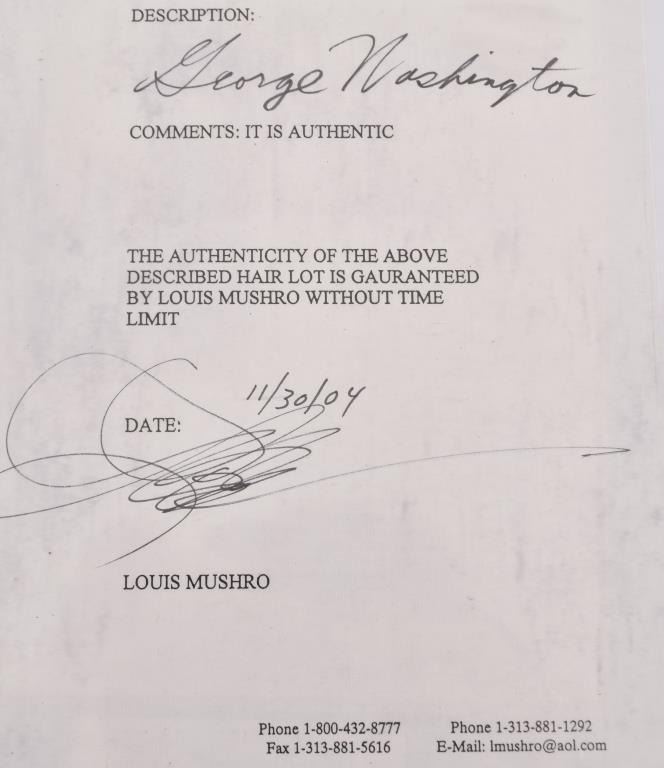 DESCRIPTION:
George Washington
COMMENTS: IT IS AUTHENTIC
THE AUTHENTICITY OF THE ABOVE
DESCRIBED HAIR LOT IS GAURANTEED
BY LOUIS MUSHRO WITHOUT TIME
LIMIT
11/30/04
DATE:
LOUIS MUSHRO
Phone 1-800-432-8777 Phone 1-313-881-1292
Fax 1-313-881-5616 E-Mail: lmushro@aol.com